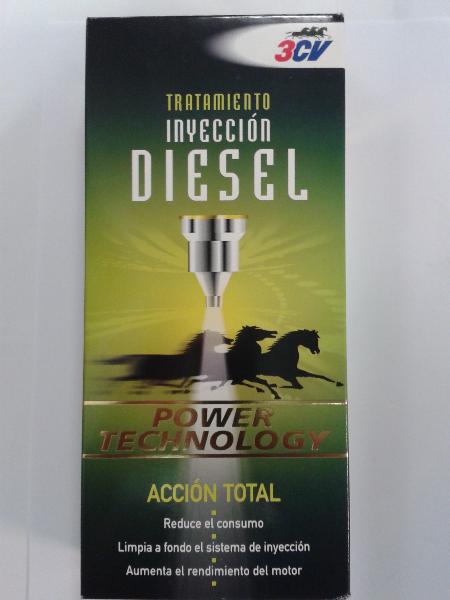 3CV
TRATAMIENTO
INYECCIÓN
DIESEL
POWER
TECHNOLOGY
ACCIÓN TOTAL
Reduce el consumo
Limpia a fondo el sistema de inyección
Aumenta el rendimiento del motor